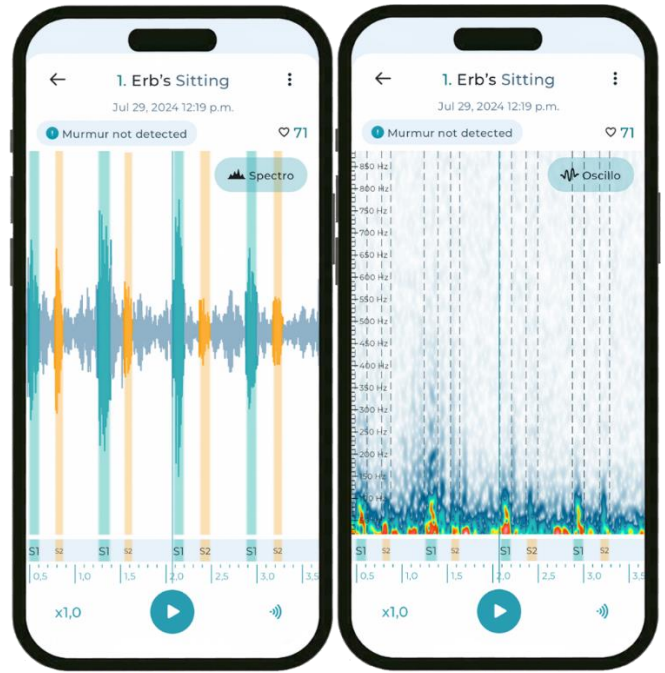 1. Erb's Sitting
Jul 29, 2024 12:19 p.m.
Murmur not detected
71
Spectro
S1 S2 S1 S2 S1 S2 S1 S2
0,5 1,0 1,5 2,0 2,5 3,0 3,5
x1,0
1. Erb's Sitting
Jul 29, 2024 12:19 p.m.
Murmur not detected
71
Oscillo
850 Hz
800 Hz
750 Hz
700 Hz
650 Hz
600 Hz
550 Hz
500 Hz
450 Hz
400 Hz
350 Hz
300 Hz
250 Hz
200 Hz
150 Hz
S1 S2 S1 S2 S1 S2 S1 S2
0,5 1,0 1,5 2,0 2,5 3,0 3,5
x1,0